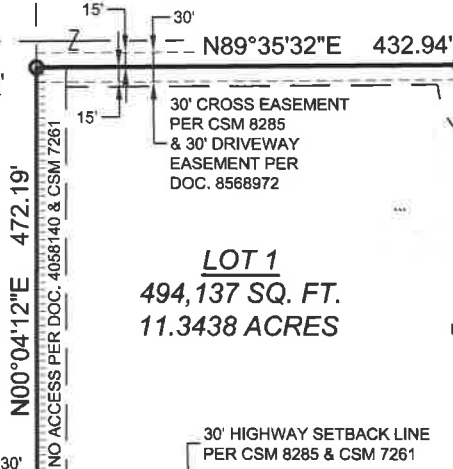 15'
30'
Z
N89°35'32"E 432.94'
15'
30' CROSS EASEMENT
PER CSM 8285
& 30' DRIVEWAY
EASEMENT PER
DOC. 8568972
N00°04'12"E 472.19'
NO ACCESS PER DOC. 4058140 & CSM 7261
LOT 1
494,137 SQ. FT.
11.3438 ACRES
30' HIGHWAY SETBACK LINE
PER CSM 8285 & CSM 7261
30'